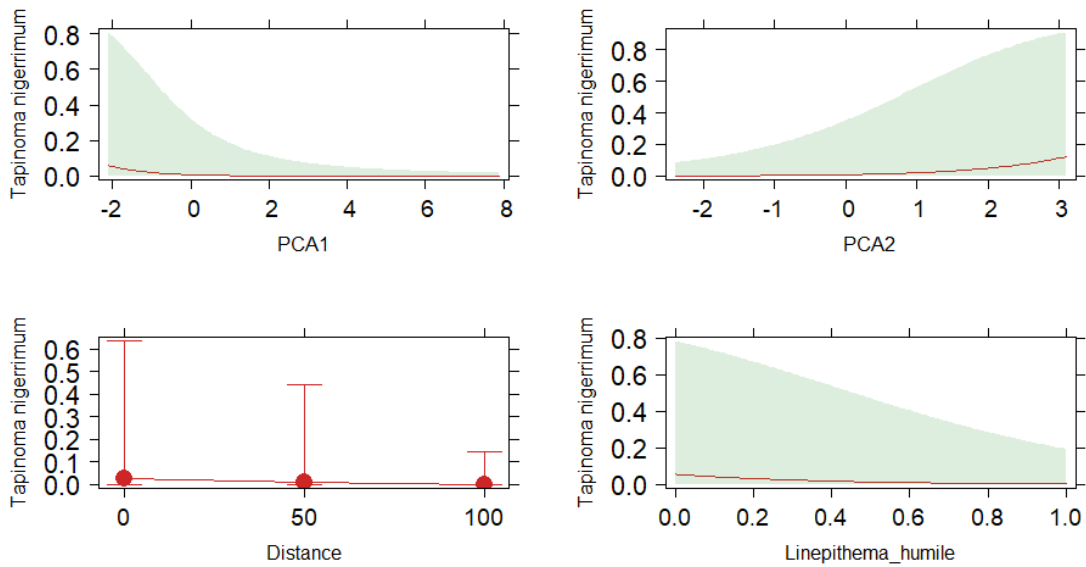 Tapinoma nigerrimum
0.8
0.6
0.4
0.2
0.0
-2 0 2 4 6 8
PCA1
Tapinoma nigerrimum
0.8
0.6
0.4
0.2
0.0
-2 -1 0 1 2 3
PCA2
Tapinoma nigerrimum
0.6
0.5
0.4
0.3
0.2
0.1
0.0
0 50 100
Distance
Tapinoma nigerrimum
0.8
0.6
0.4
0.2
0.0
0.0 0.2 0.4 0.6 0.8 1.0
Linepithema_humile